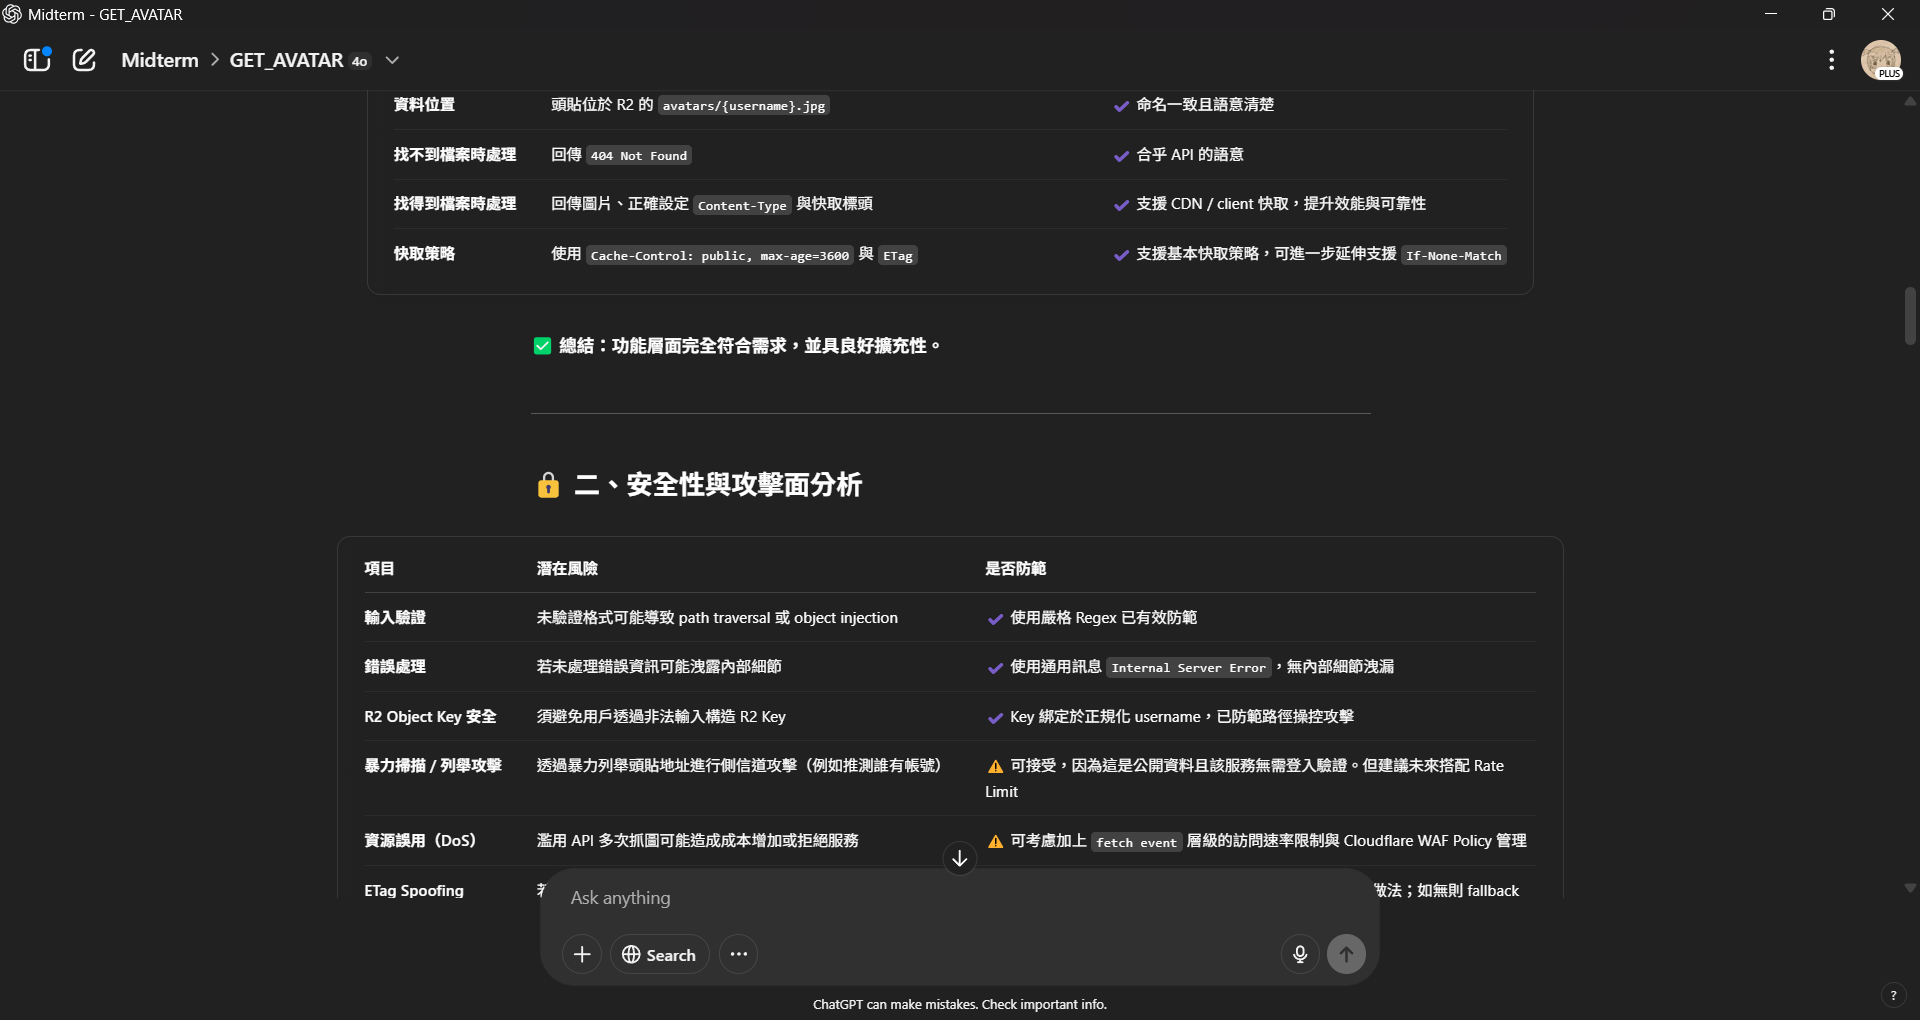 Midterm - GET_AVATAR
Midterm > GET_AVATAR 4o
PLUS
資料位置 頭貼位於 R2 的 avatars/{username}.jpg ✔ 命名一致且語意清楚
找不到檔案時處理 回傳 404 Not Found ✔ 合乎 API 的語意
找得到檔案時處理 回傳圖片、正確設定 Content-Type 與快取標頭 ✔ 支援 CDN / client 快取，提升效能與可靠性
快取策略 使用 Cache-Control: public, max-age=3600 與 ETag ✔ 支援基本快取策略，可進一步延伸支援 If-None-Match
✅ 總結：功能層面完全符合需求，並具良好擴充性。
🔒 二、安全性與攻擊面分析
項目 潛在風險 是否防範
輸入驗證 未驗證格式可能導致 path traversal 或 object injection ✔ 使用嚴格 Regex 已有效防範
錯誤處理 若未處理錯誤資訊可能洩露內部細節 ✔ 使用通用訊息 Internal Server Error，無內部細節洩漏
R2 Object Key 安全 須避免用戶透過非法輸入構造 R2 Key ✔ Key 綁定於正規化 username，已防範路徑操控攻擊
暴力掃描 / 列舉攻擊 透過暴力列舉頭貼地址進行側信道攻擊（例如推測誰有帳號） ⚠️ 可接受，因為這是公開資料且該服務無需登入驗證。但建議未來搭配 Rate
Limit
資源誤用（DoS） 濫用 API 多次抓圖可能造成成本增加或拒絕服務 ⚠️ 可考慮加上 fetch event 層級的訪問速率限制與 Cloudflare WAF Policy 管理
ETag Spoofing 做法；如無則 fallback
Ask anything
Search
ChatGPT can make mistakes. Check important info.
?